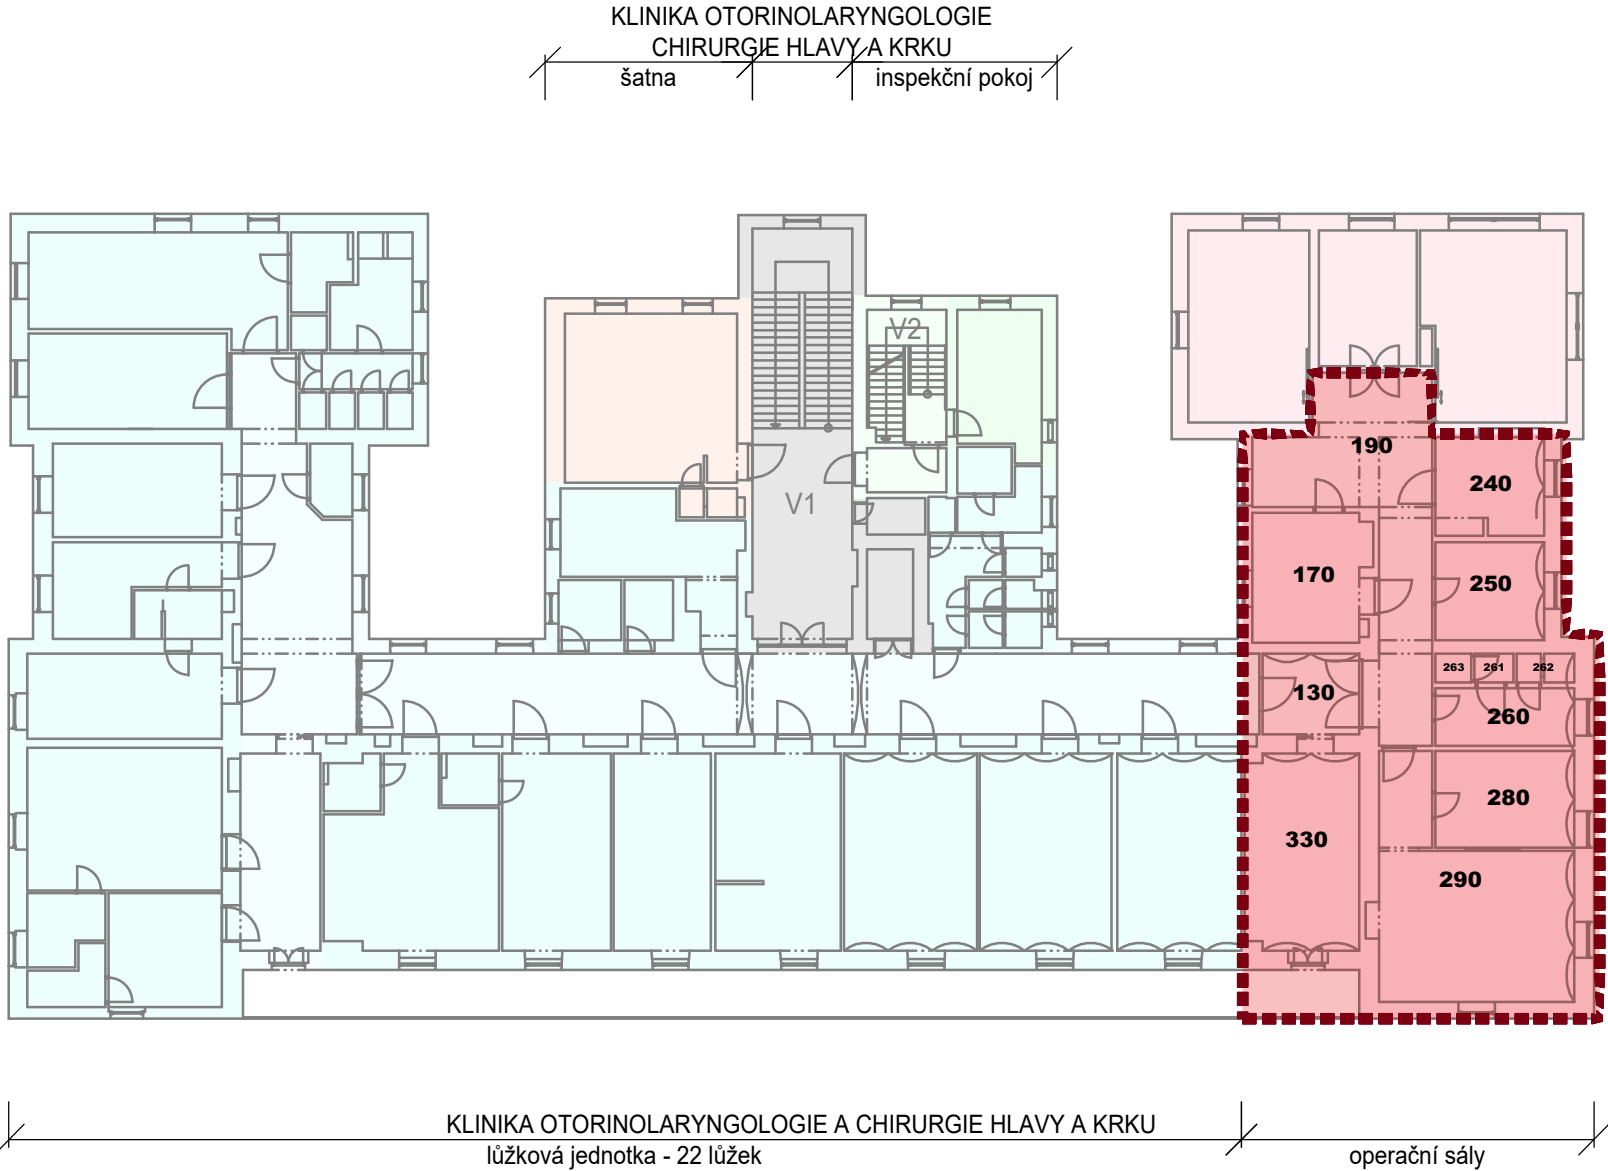 KLINIKA OTORINOLARYNGOLOGIE
CHIRURGIE HLAVY A KRKU
šatna
inspekční pokoj
V2
190
240
V1
170
250
263
261
262
130
260
280
330
290
KLINIKA OTORINOLARYNGOLOGIE A CHIRURGIE HLAVY A KRKU
lůžková jednotka - 22 lůžek
operační sály